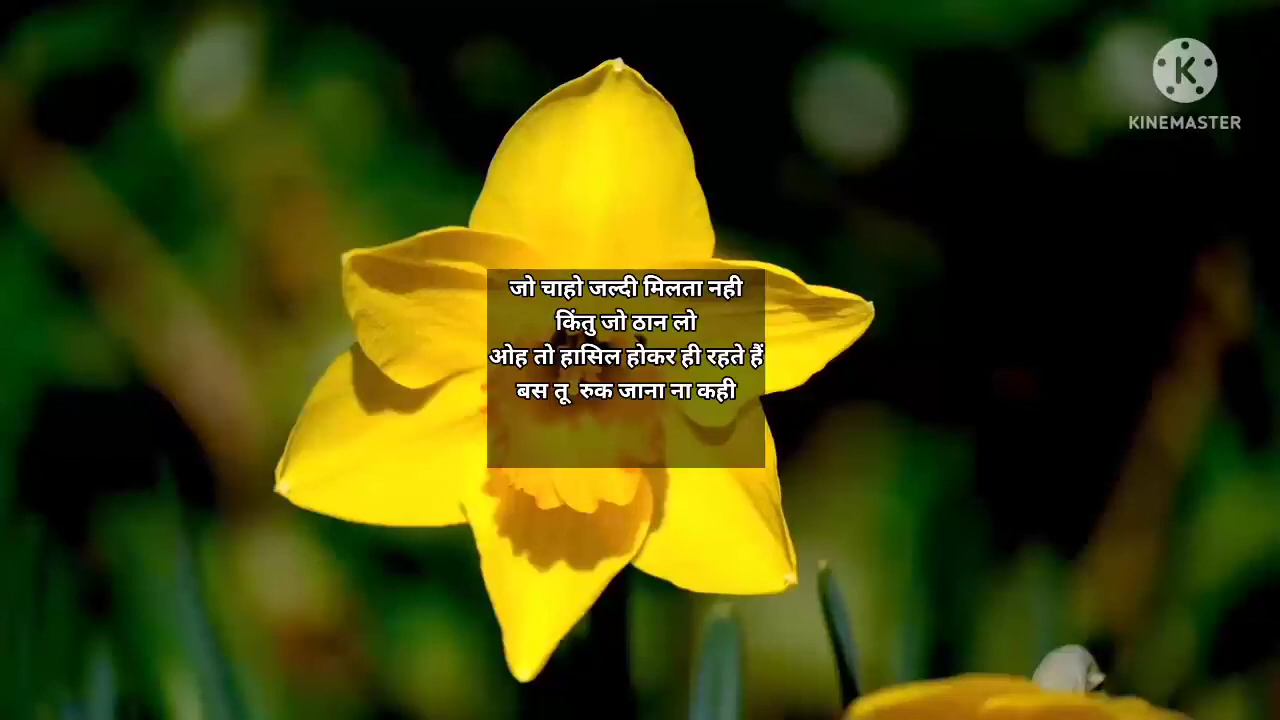 जो चाहो जल्दी मिलता नही
किंतु जो ठान लो
ओह तो हासिल होकर ही रहते हैं
बस तू रुक जाना ना कही
KINEMASTER